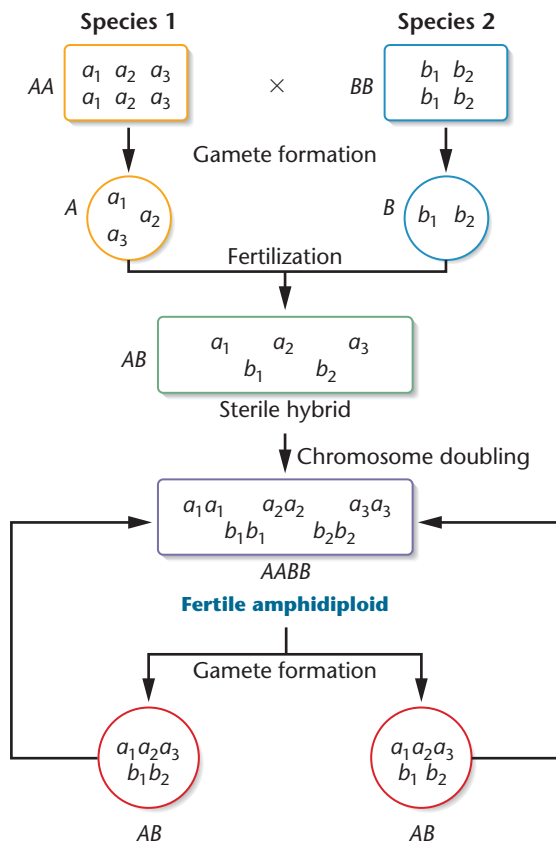 Species 1 Species 2
AA a₁ a₂ a₃ × BB b₁ b₂
a₁ a₂ a₃ b₁ b₂
Gamete formation
A a₁ a₂ a₃ B b₁ b₂
Fertilization
AB a₁ a₂ a₃
b₁ b₂
Sterile hybrid
Chromosome doubling
a₁a₁ a₂a₂ a₃a₃
b₁b₁ b₂b₂
AABB
Fertile amphidiploid
Gamete formation
a₁a₂a₃ a₁a₂a₃
b₁b₂ b₁ b₂
AB AB